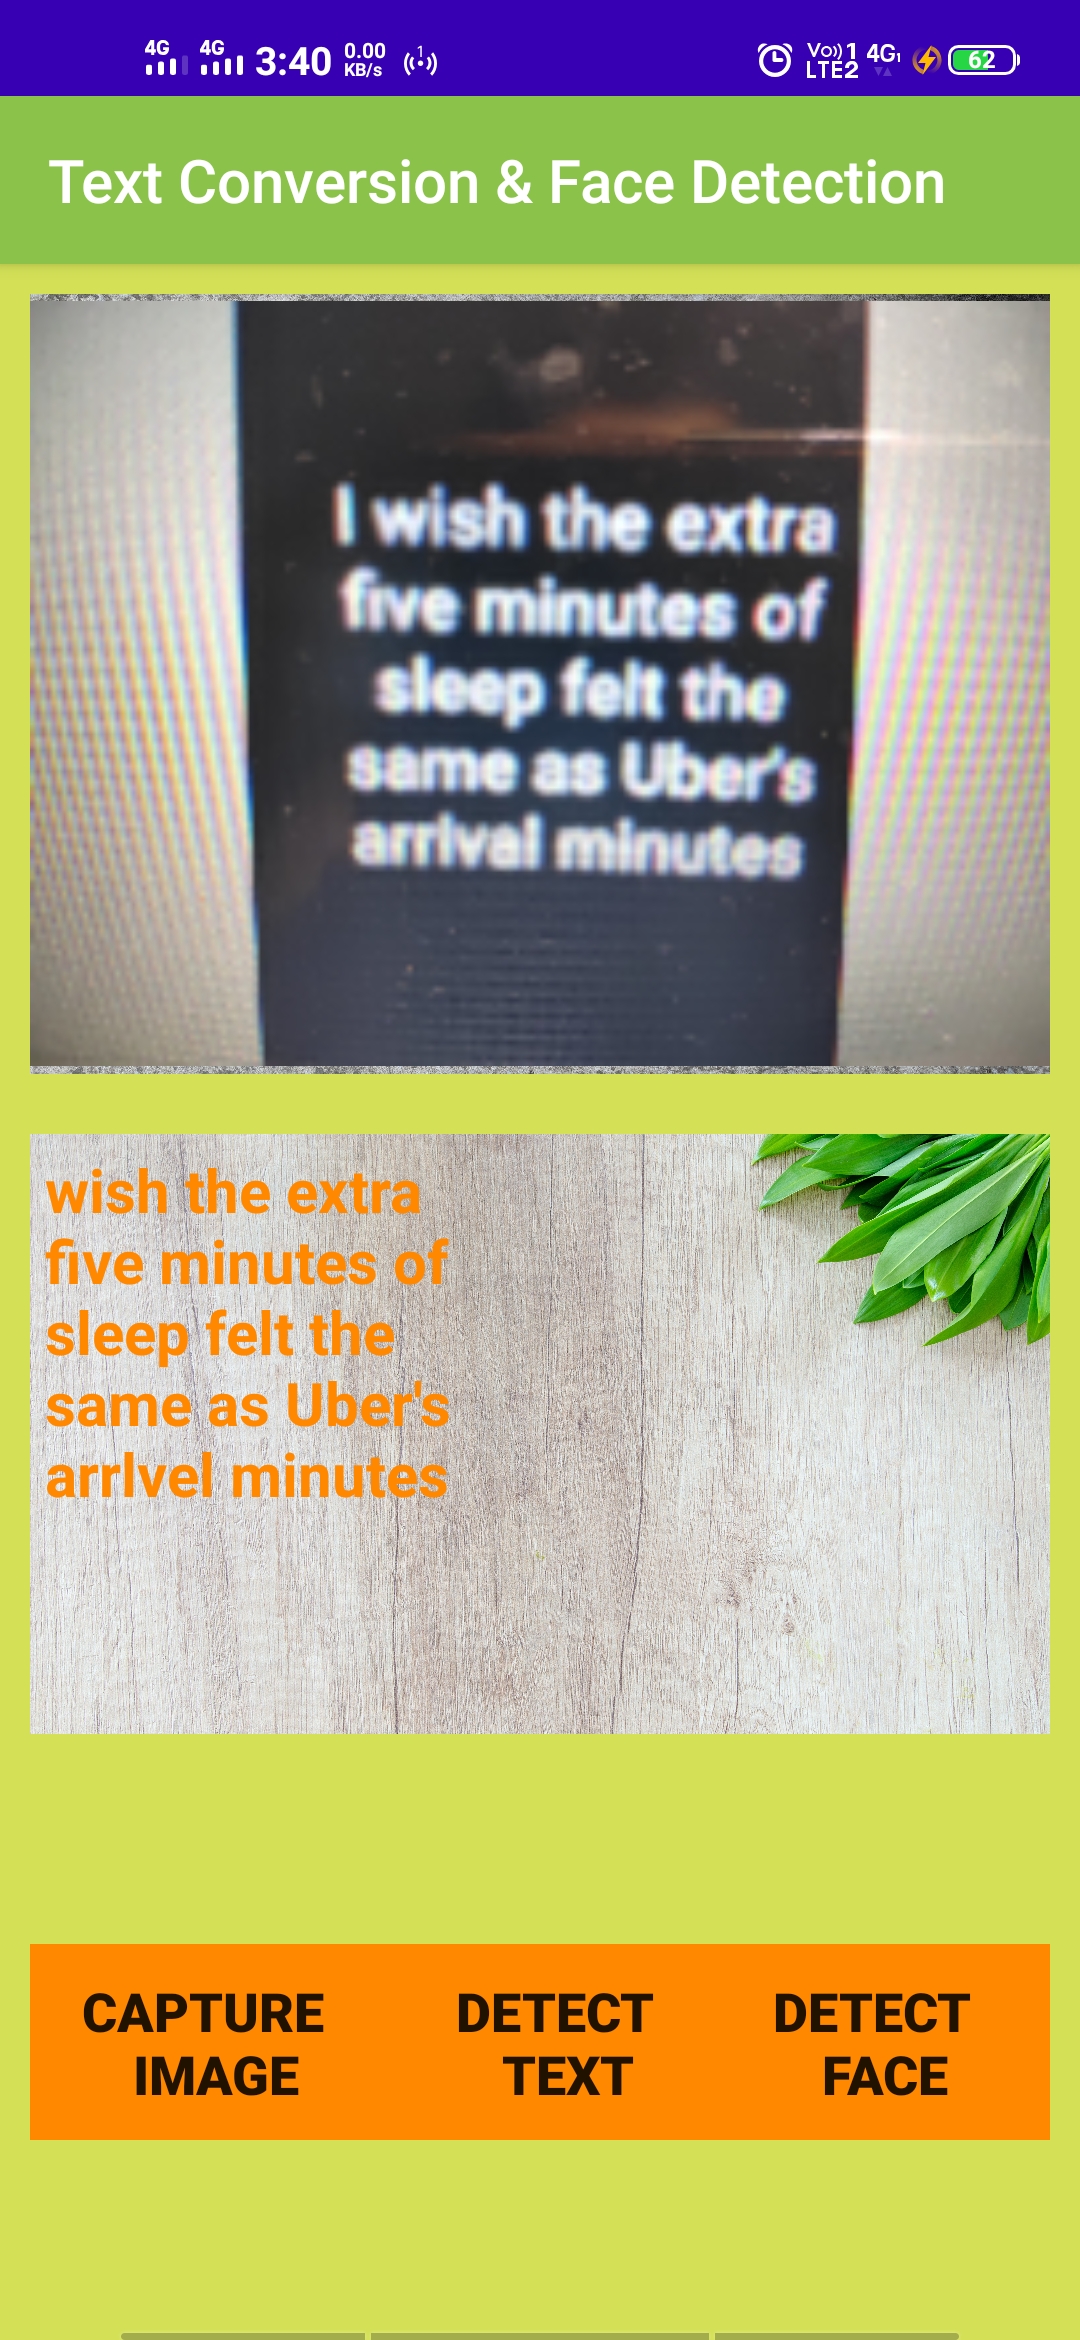 4G 4G 3:40 0.00 KB/s 1 Vo)) 1 LTE2 4G1 62
Text Conversion & Face Detection
I wish the extra
five minutes of
sleep felt the
same as Uber's
arrival minutes
wish the extra
five minutes of
sleep felt the
same as Uber's
arrlvel minutes
CAPTURE DETECT DETECT
IMAGE TEXT FACE